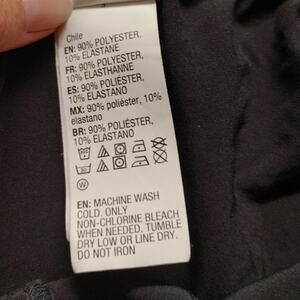 Chile
EN: 90% POLYESTER,
10% ELASTANE
FR: 90% POLYESTER,
10% ELASTHANNE
ES: 90% POLIÉSTER,
10% ELASTANO
MX: 90% poliéster, 10%
elastano
BR: 90% POLIÉSTER,
10% ELASTANO
W
EN: MACHINE WASH
COLD. ONLY
NON-CHLORINE BLEACH
WHEN NEEDED. TUMBLE
DRY LOW OR LINE DRY.
DO NOT IRON